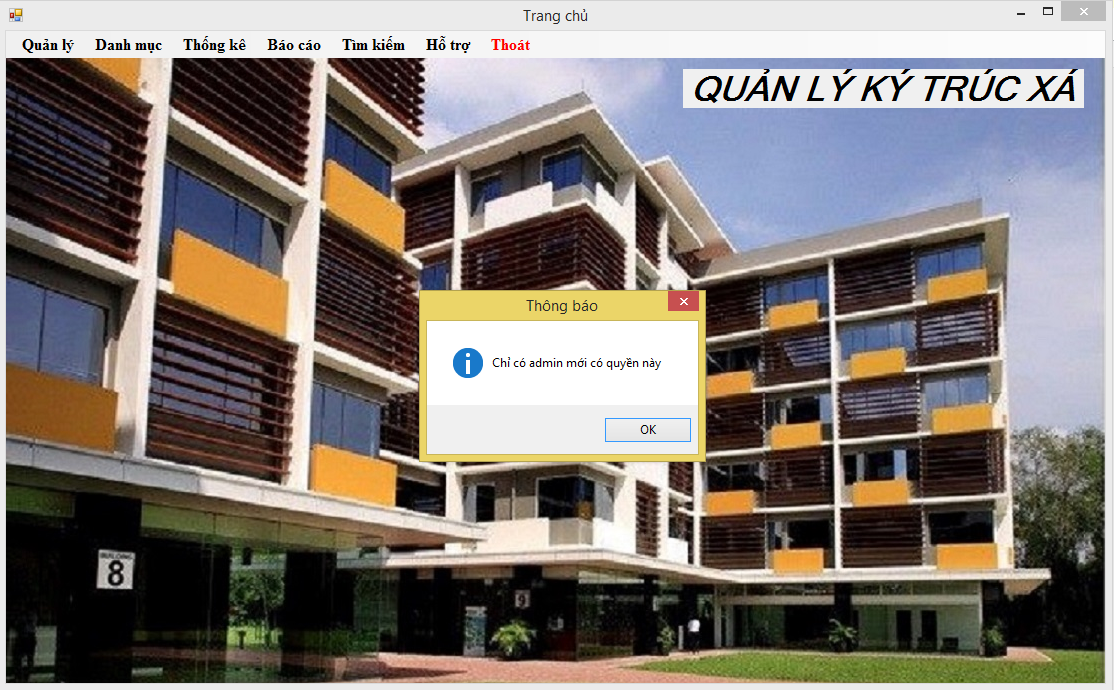 Trang chủ
Quản lý Danh mục Thống kê Báo cáo Tìm kiếm Hỗ trợ Thoát
QUẢN LÝ KÝ TRÚC XÁ
Thông báo
Chỉ có admin mới có quyền này
OK
BUILDING
8
9